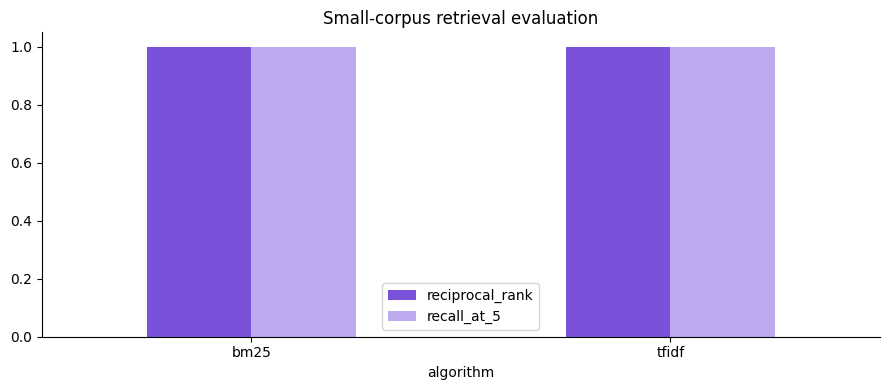 Small-corpus retrieval evaluation
1.0
0.8
0.6
0.4
0.2
0.0
reciprocal_rank
recall_at_5
bm25
tfidf
algorithm